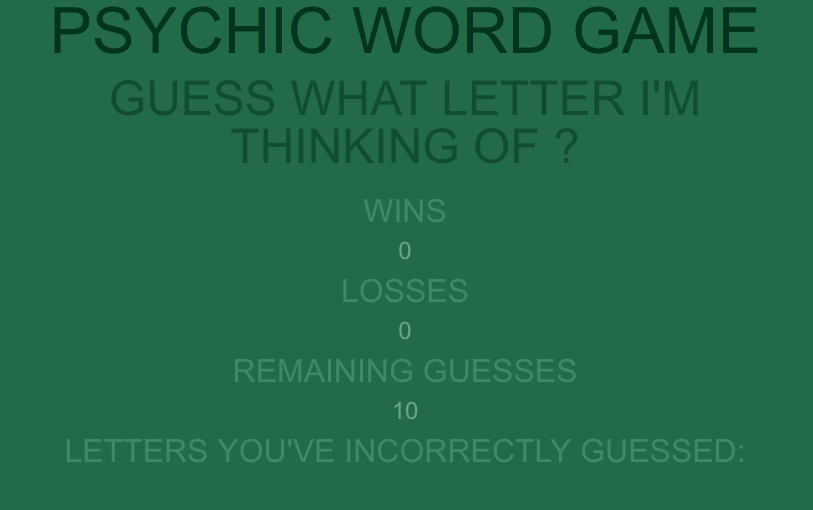 PSYCHIC WORD GAME
GUESS WHAT LETTER I'M
THINKING OF ?
WINS
0
LOSSES
0
REMAINING GUESSES
10
LETTERS YOU'VE INCORRECTLY GUESSED: